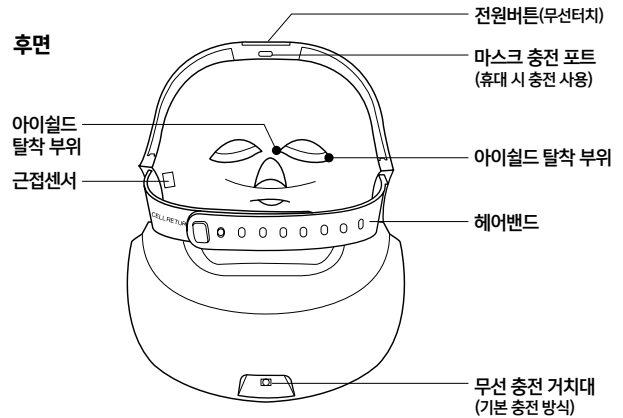 후면
전원버튼(무선터치)
마스크 충전 포트
(휴대 시 충전 사용)
아이쉴드
탈착 부위
아이쉴드 탈착 부위
근접센서
헤어밴드
CELLRETURN
무선 충전 거치대
(기본 충전 방식)